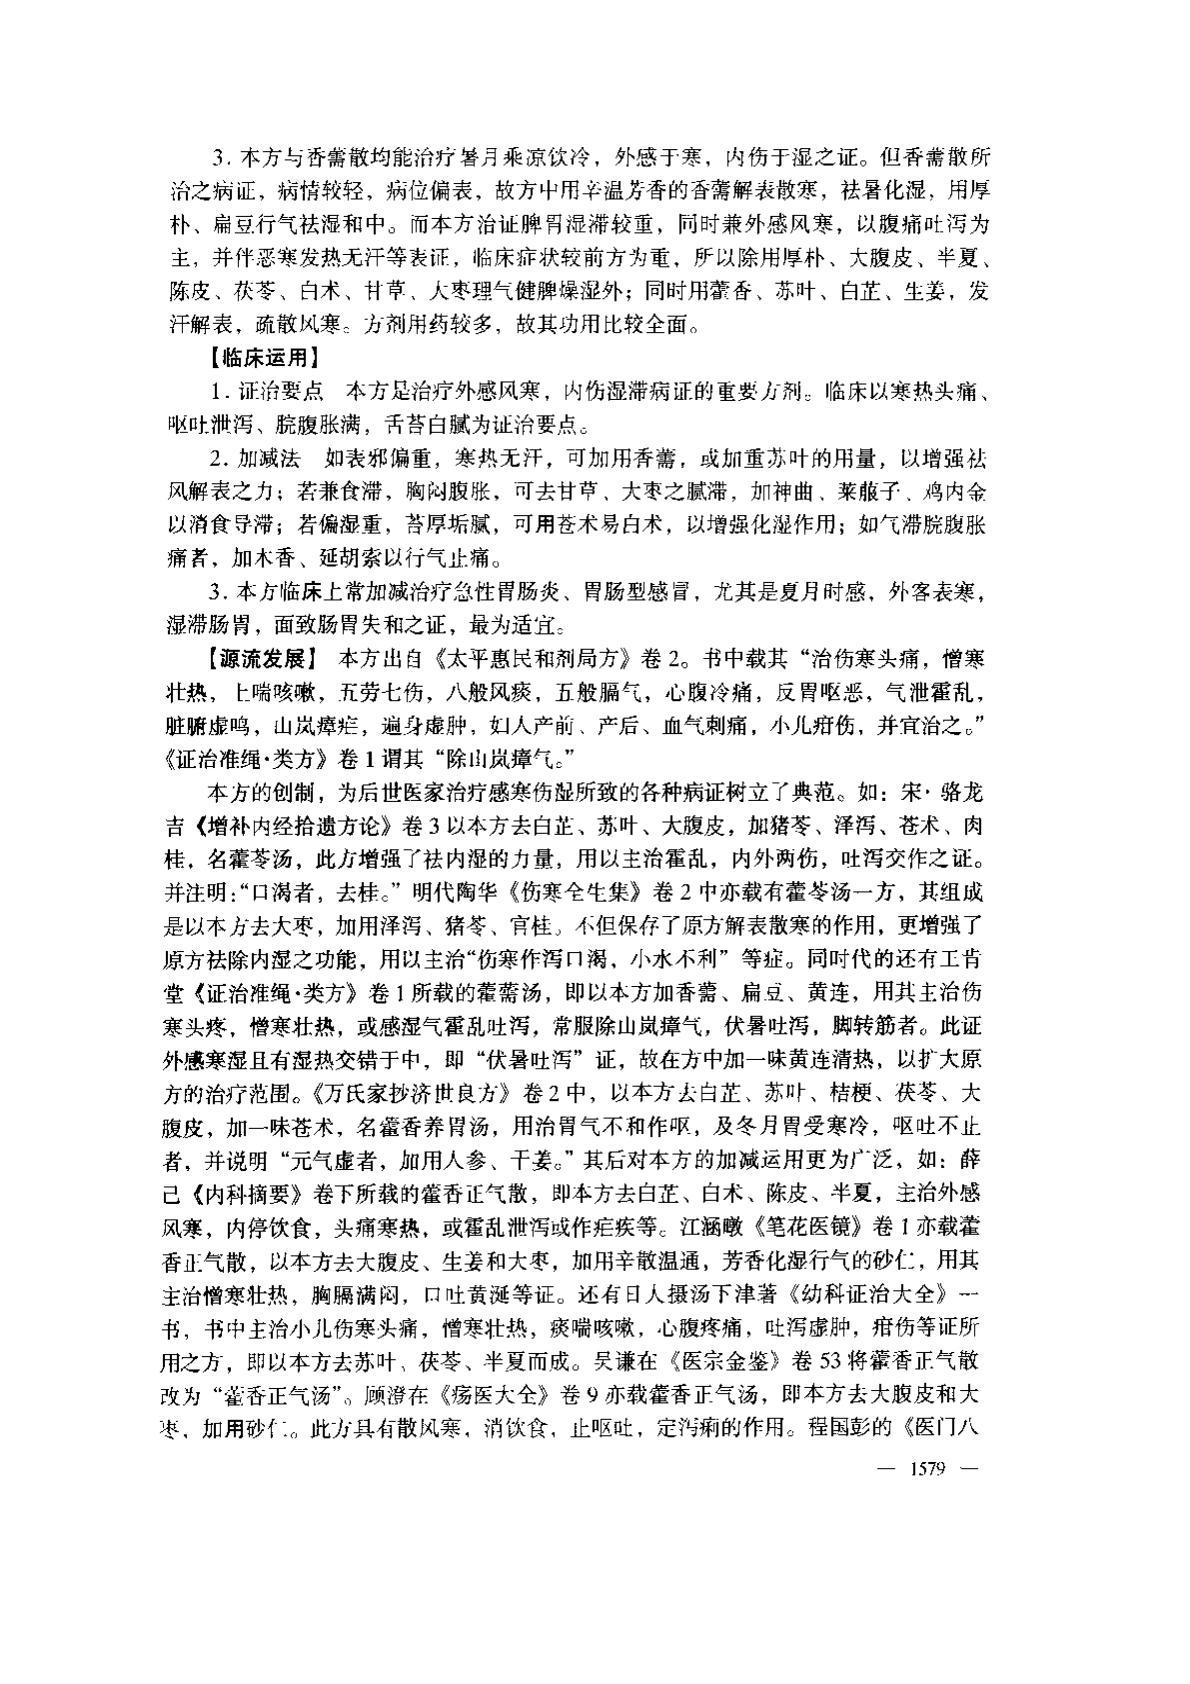 3. 本方与香薷散均能治疗暑月乘凉饮冷，外感于寒，内伤于湿之证。但香薷散所
治之病证，病情较轻，病位偏表，故方中用辛温芳香的香薷解表散寒，祛暑化湿，用厚
朴、扁豆行气祛湿和中。而本方治证脾胃湿滞较重，同时兼外感风寒，以腹痛吐泻为
主，并伴恶寒发热无汗等表证，临床症状较前方为重，所以除用厚朴、大腹皮、半夏、
陈皮、茯苓、白术、甘草、大枣理气健脾燥湿外；同时用藿香、苏叶、白芷、生姜，发
汗解表，疏散风寒。方剂用药较多，故其功用比较全面。
【临床运用】
1. 证治要点　本方是治疗外感风寒，内伤湿滞病证的重要方剂。临床以寒热头痛、
呕吐泄泻、脘腹胀满，舌苔白腻为证治要点。
2. 加减法　如表邪偏重，寒热无汗，可加用香薷，或加重苏叶的用量，以增强祛
风解表之力；若兼食滞，胸闷腹胀，可去甘草、大枣之腻滞，加神曲、莱菔子、鸡内金
以消食导滞；若偏湿重，苔厚垢腻，可用苍术易白术，以增强化湿作用；如气滞脘腹胀
痛者，加木香、延胡索以行气止痛。
3. 本方临床上常加减治疗急性胃肠炎、胃肠型感冒，尤其是夏月时感，外客表寒，
湿滞肠胃，面致肠胃失和之证，最为适宜。
【源流发展】　本方出自《太平惠民和剂局方》卷 2。书中载其“治伤寒头痛，憎寒
壮热，上喘咳嗽，五劳七伤，八般风痰，五般膈气，心腹冷痛，反胃呕恶，气泄霍乱，
脏腑虚鸣，山岚瘴疟，遍身虚肿，妇人产前、产后、血气刺痛，小儿疳伤，并宜治之。”
《证治准绳·类方》卷 1 谓其“除山岚瘴气。”
本方的创制，为后世医家治疗感寒伤湿所致的各种病证树立了典范。如：宋·骆龙
吉《增补内经拾遗方论》卷 3 以本方去白芷、苏叶、大腹皮，加猪苓、泽泻、苍术、肉
桂，名藿苓汤，此方增强了祛内湿的力量，用以主治霍乱，内外两伤，吐泻交作之证。
并注明：“口渴者，去桂。”明代陶华《伤寒全生集》卷 2 中亦载有藿苓汤一方，其组成
是以本方去大枣，加用泽泻、猪苓、官桂。不但保存了原方解表散寒的作用，更增强了
原方祛除内湿之功能，用以主治“伤寒作泻口渴，小水不利”等症。同时代的还有王肯
堂《证治准绳·类方》卷 1 所载的藿薷汤，即以本方加香薷、扁豆、黄连，用其主治伤
寒头疼，憎寒壮热，或感湿气霍乱吐泻，常服除山岚瘴气，伏暑吐泻，脚转筋者。此证
外感寒湿且有湿热交错于中，即“伏暑吐泻”证，故在方中加一味黄连清热，以扩大原
方的治疗范围。《万氏家抄济世良方》卷 2 中，以本方去白芷、苏叶、桔梗、茯苓、大
腹皮，加一味苍术，名藿香养胃汤，用治胃气不和作呕，及冬月胃受寒冷，呕吐不止
者，并说明“元气虚者，加用人参、干姜。”其后对本方的加减运用更为广泛，如：薛
己《内科摘要》卷下所载的藿香正气散，即本方去白芷、白术、陈皮、半夏，主治外感
风寒，内停饮食，头痛寒热，或霍乱泄泻或作疟疾等。江涵暾《笔花医镜》卷 1 亦载藿
香正气散，以本方去大腹皮、生姜和大枣，加用辛散温通，芳香化湿行气的砂仁，用其
主治憎寒壮热，胸膈满闷，口吐黄涎等证。还有日人摄汤下津著《幼科证治大全》一
书，书中主治小儿伤寒头痛，憎寒壮热，痰喘咳嗽，心腹疼痛，吐泻虚肿，疳伤等证所
用之方，即以本方去苏叶、茯苓、半夏而成。吴谦在《医宗金鉴》卷 53 将藿香正气散
改为“藿香正气汤”。顾澄在《疡医大全》卷 9 亦载藿香正气汤，即本方去大腹皮和大
枣，加用砂仁。此方具有散风寒，消饮食，止呕吐，定泻痢的作用。程国彭的《医门八
— 1579 —